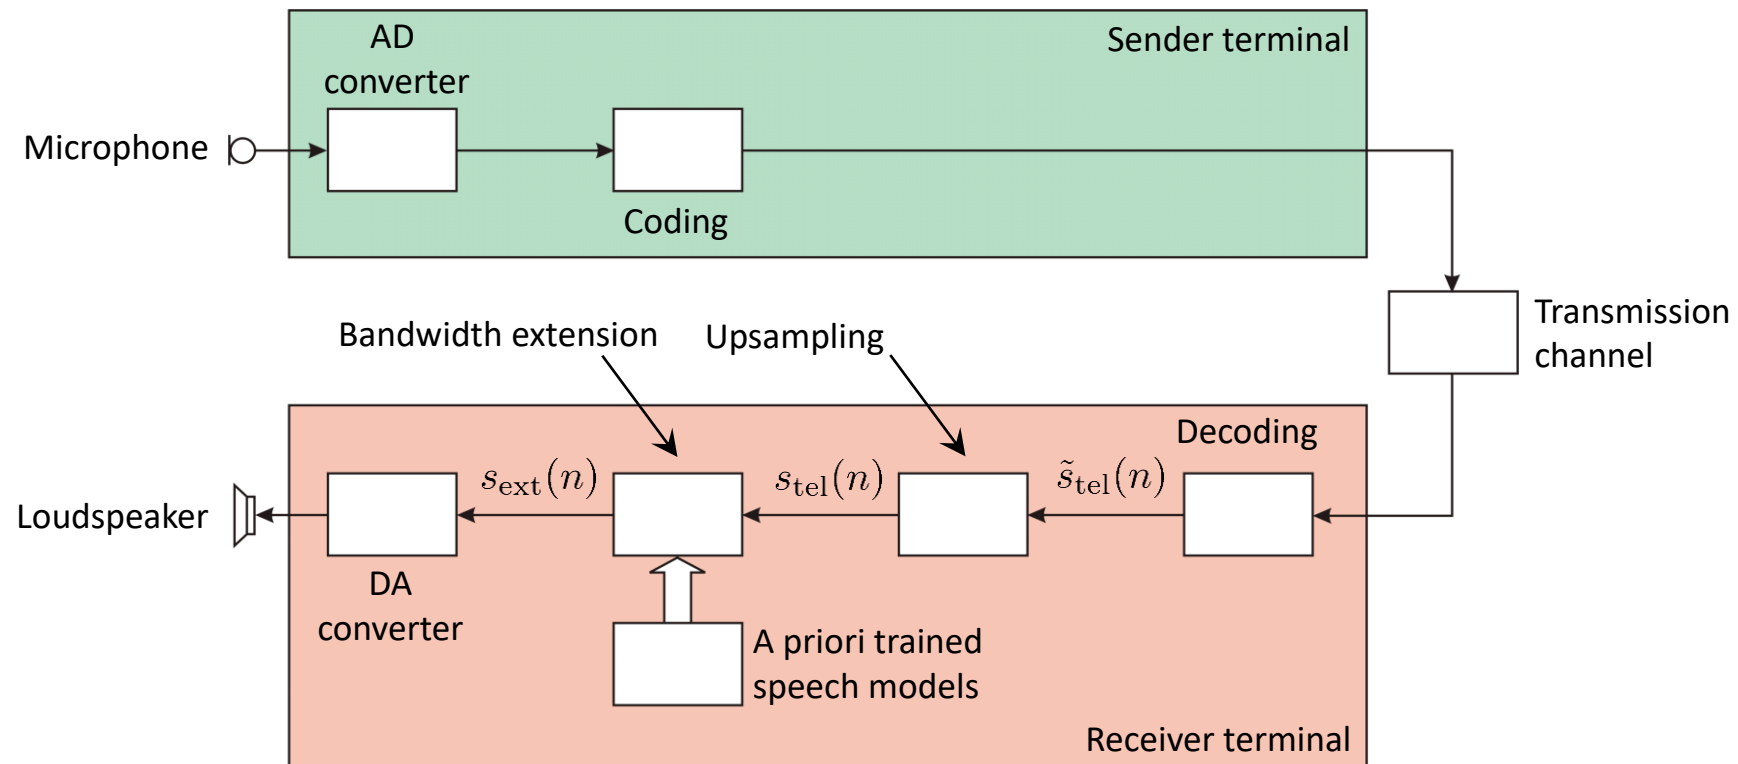 AD
converter
Sender terminal
Microphone
Coding
Transmission
channel
Bandwidth extension
Upsampling
Decoding
s_ext(n)
s_tel(n)
s̃_tel(n)
Loudspeaker
DA
converter
A priori trained
speech models
Receiver terminal